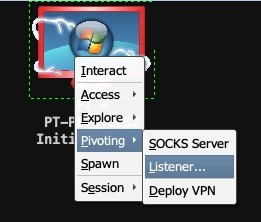 Interact
Access
Explore
Pivoting
Spawn
Session
SOCKS Server
Listener...
Deploy VPN
PT-P
Initi